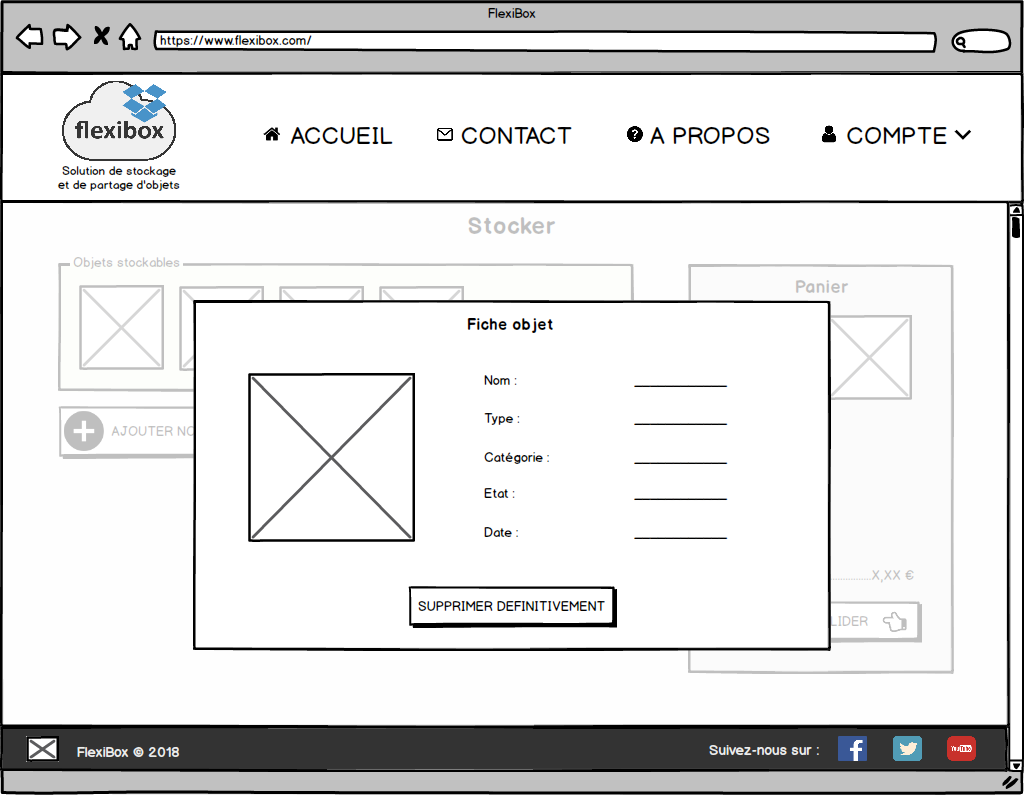 FlexiBox
https://www.flexibox.com/
flexibox
Solution de stockage
et de partage d'objets
ACCUEIL
CONTACT
A PROPOS
COMPTE
Stocker
Objets stockables
Panier
Fiche objet
Nom :
Type :
Catégorie :
Etat :
Date :
AJOUTER
X,XX €
SUPPRIMER DEFINITIVEMENT
FlexiBox © 2018
Suivez-nous sur :
YouTube